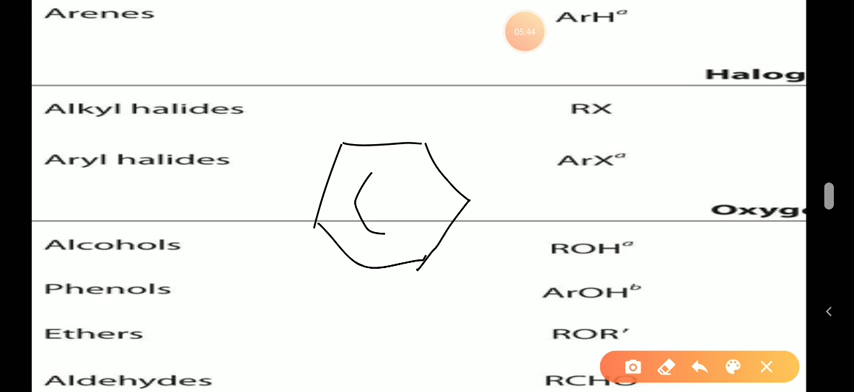 Arenes ArHᵃ
05:44
Halog
Alkyl halides RX
Aryl halides ArXᵃ
Oxyg
Alcohols ROHᵃ
Phenols ArOHᵇ
Ethers ROR′
Aldehydes RCHO